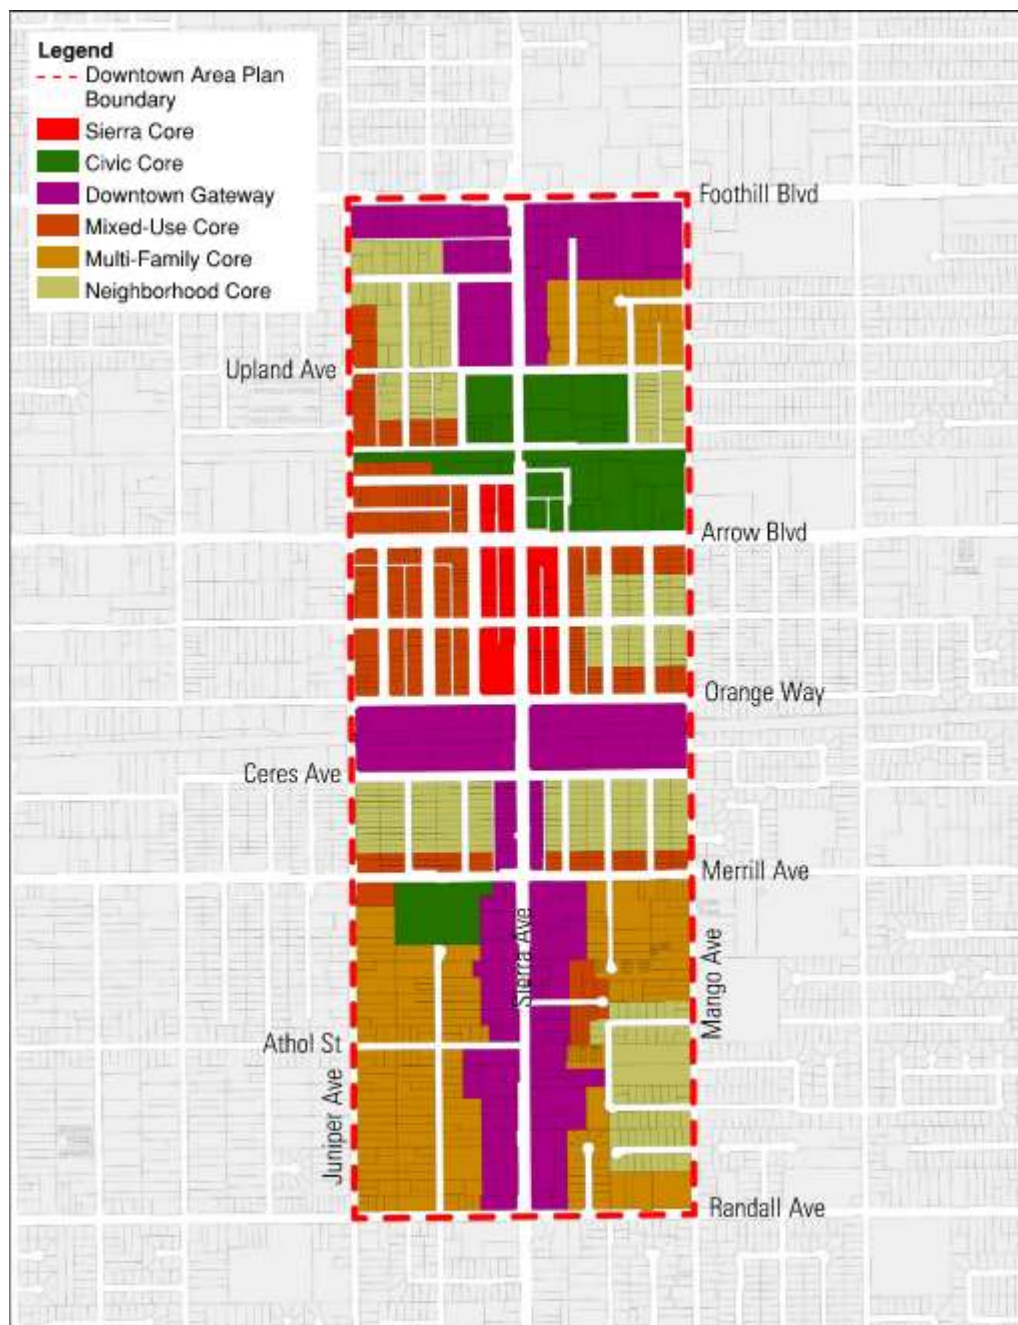 Legend
Downtown Area Plan
Boundary
Sierra Core
Civic Core
Downtown Gateway
Mixed-Use Core
Multi-Family Core
Neighborhood Core
Foothill Blvd
Upland Ave
Arrow Blvd
Orange Way
Ceres Ave
Merrill Ave
Sierra Ave
Mango Ave
Athol St
Juniper Ave
Randall Ave